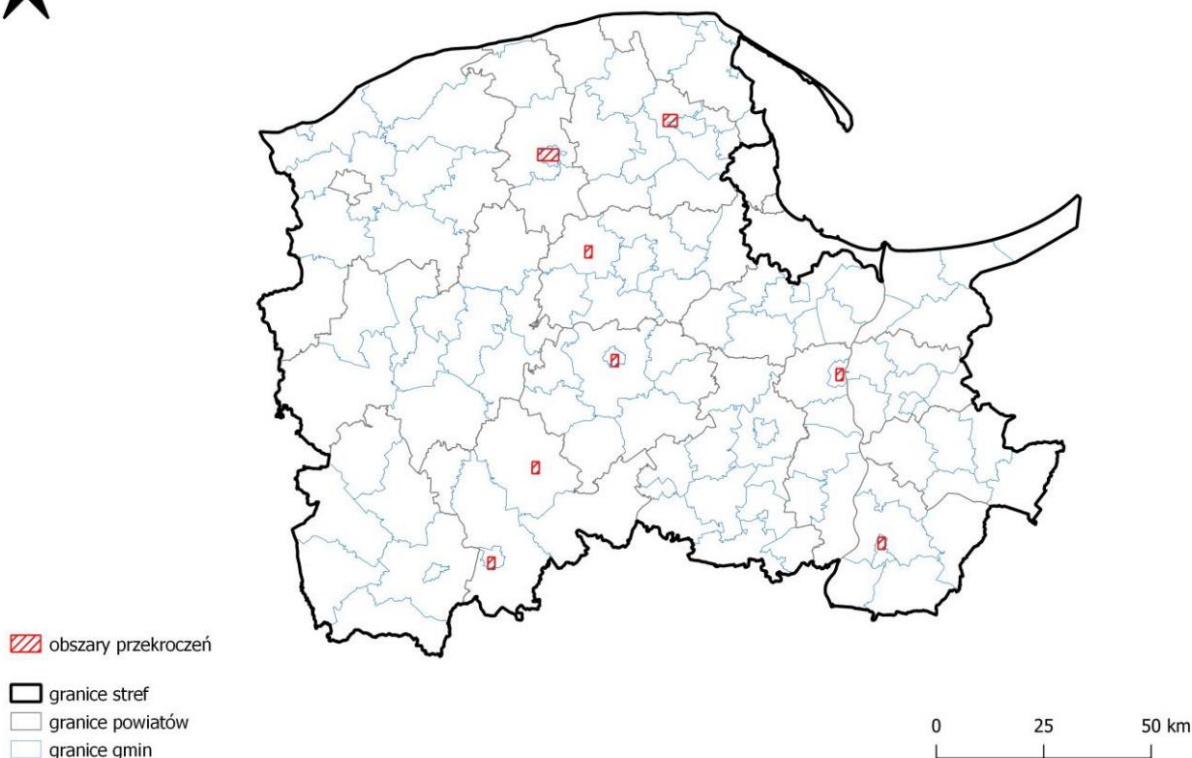 obszary przekroczeń
granice stref
granice powiatów
granice gmin
0 25 50 km